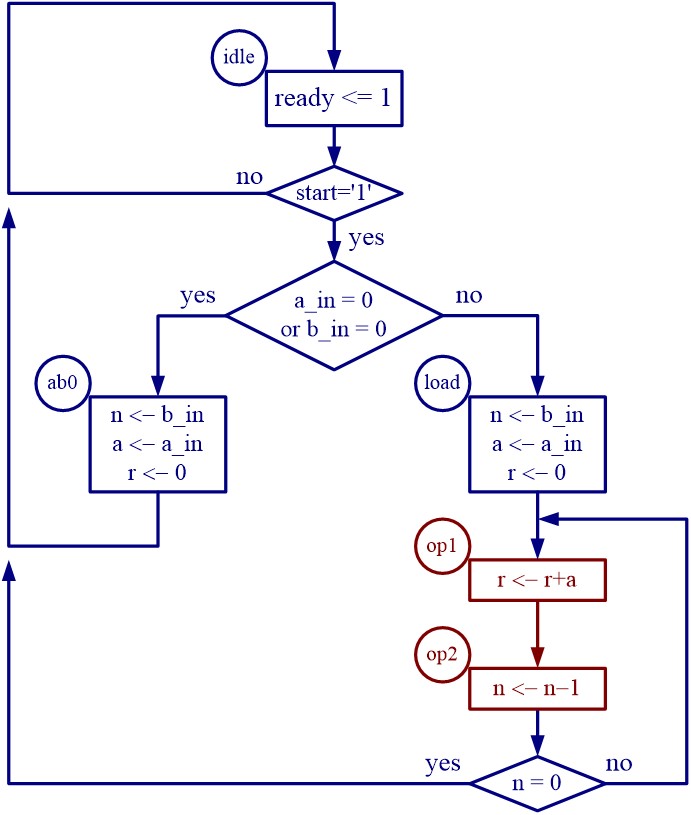 idle
ready <= 1
no
start='1'
yes
yes
a_in = 0
or b_in = 0
no
ab0
n <– b_in
a <– a_in
r <– 0
load
n <– b_in
a <– a_in
r <– 0
op1
r <– r+a
op2
n <– n–1
yes
n = 0
no